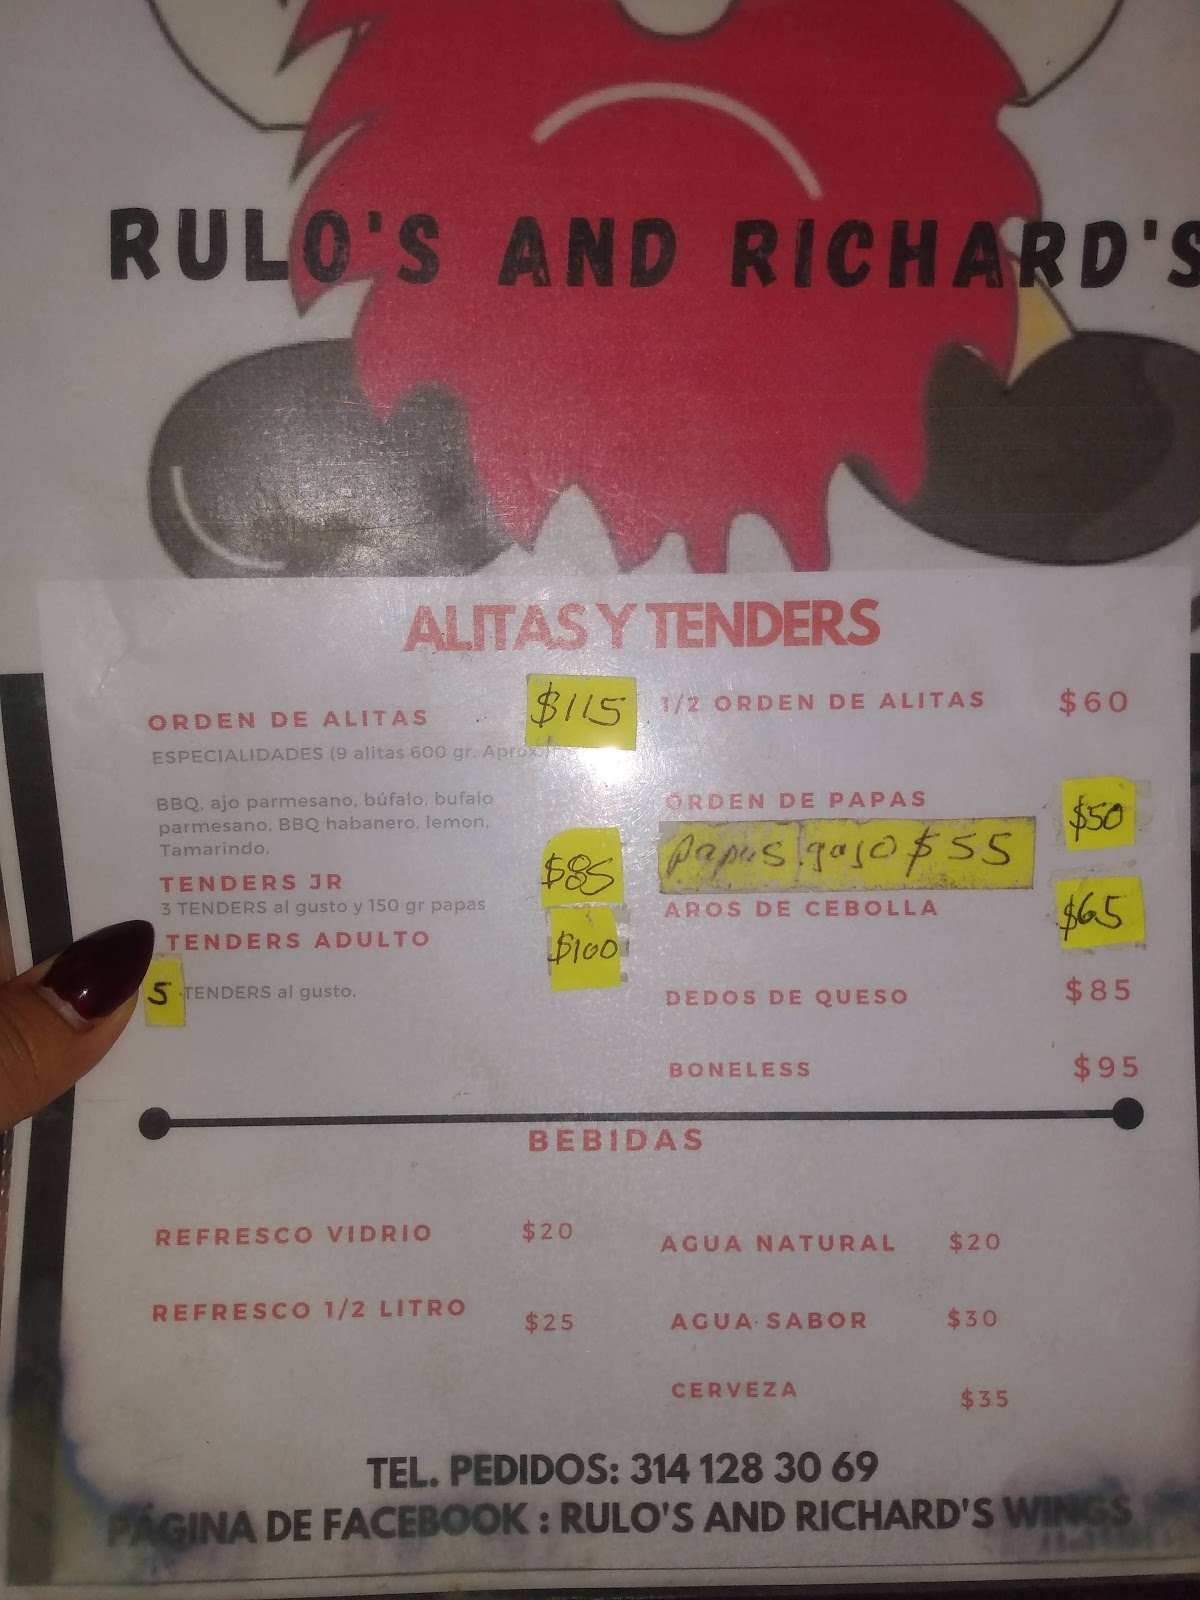 RULO'S AND RICHARD'S
ALITAS Y TENDERS
ORDEN DE ALITAS $115
ESPECIALIDADES (9 alitas 600 gr. Aprox
BBQ, ajo parmesano, búfalo, bufalo
parmesano, BBQ habanero, lemon,
Tamarindo.
TENDERS JR $85
3 TENDERS al gusto y 150 gr papas
TENDERS ADULTO $100
5 TENDERS al gusto.
1/2 ORDEN DE ALITAS $60
ORDEN DE PAPAS $50
papas gajo $55
AROS DE CEBOLLA $65
DEDOS DE QUESO $85
BONELESS $95
BEBIDAS
REFRESCO VIDRIO $20
REFRESCO 1/2 LITRO $25
AGUA NATURAL $20
AGUA SABOR $30
CERVEZA $35
TEL. PEDIDOS: 314 128 30 69
PÁGINA DE FACEBOOK : RULO'S AND RICHARD'S WINGS